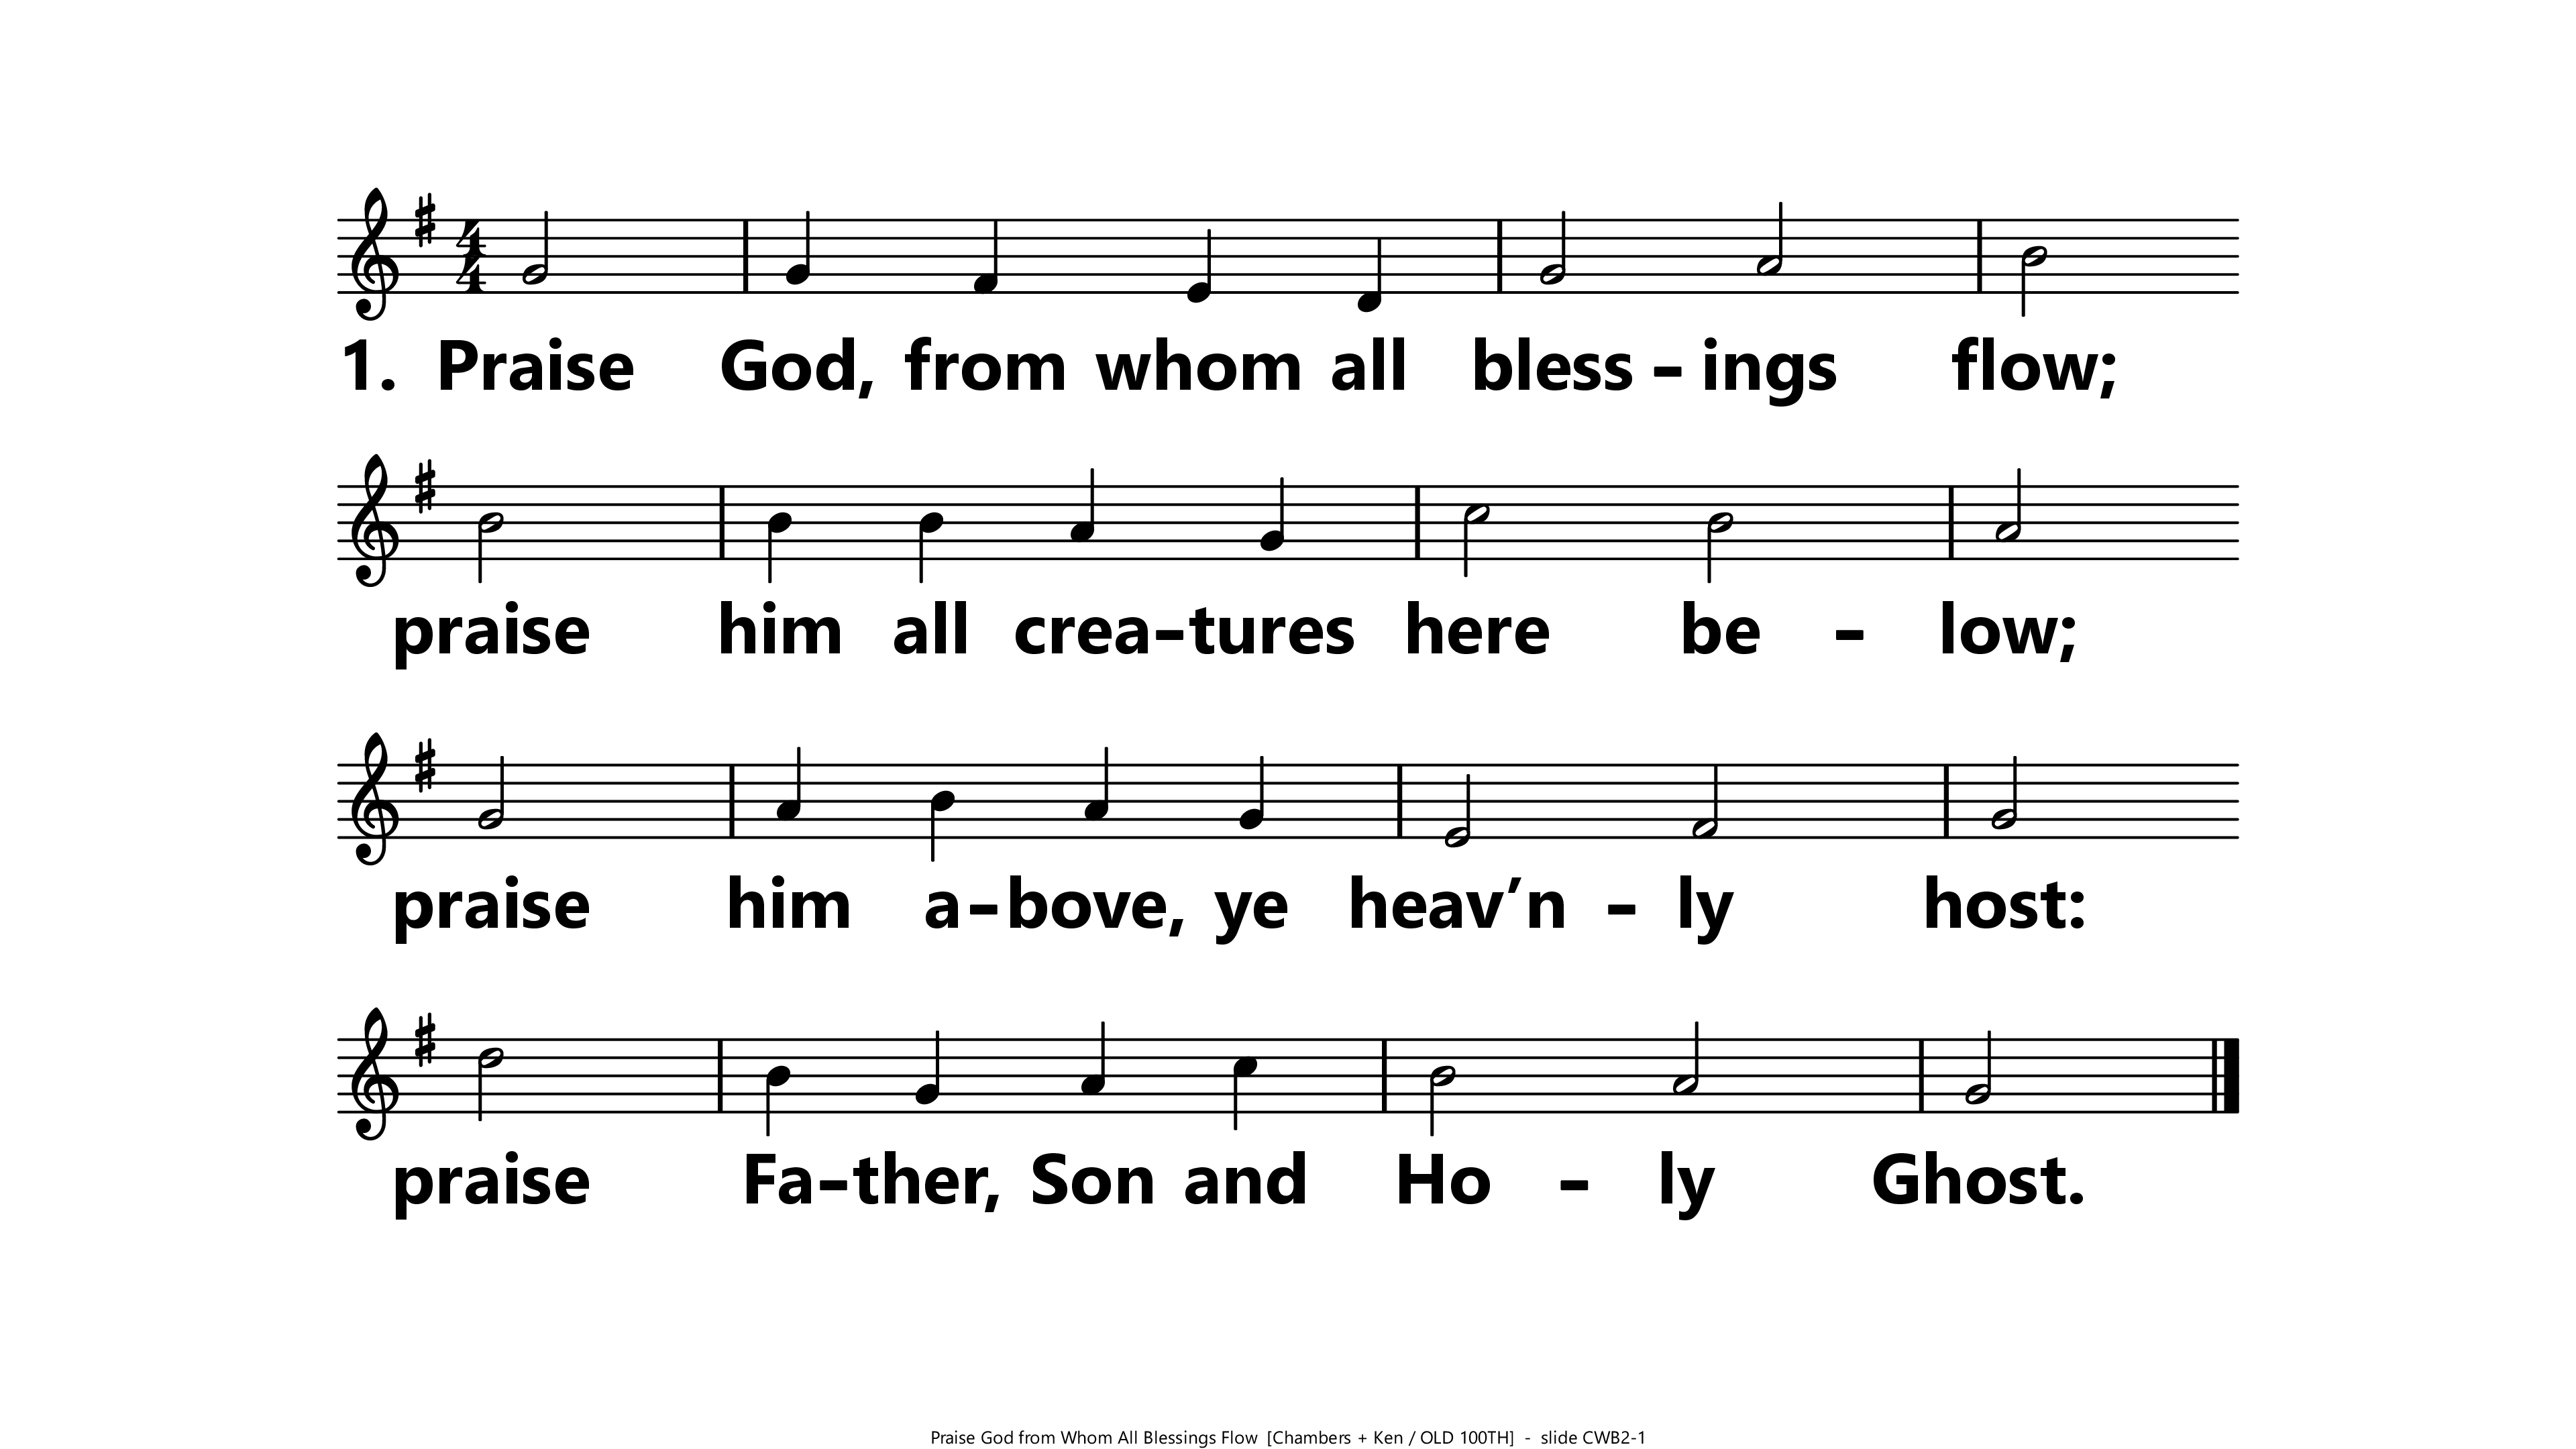 1. Praise God, from whom all bless - ings flow;
praise him all crea-tures here be - low;
praise him a-bove, ye heav’n - ly host:
praise Fa-ther, Son and Ho - ly Ghost.
Praise God from Whom All Blessings Flow [Chambers + Ken / OLD 100TH] - slide CWB2-1